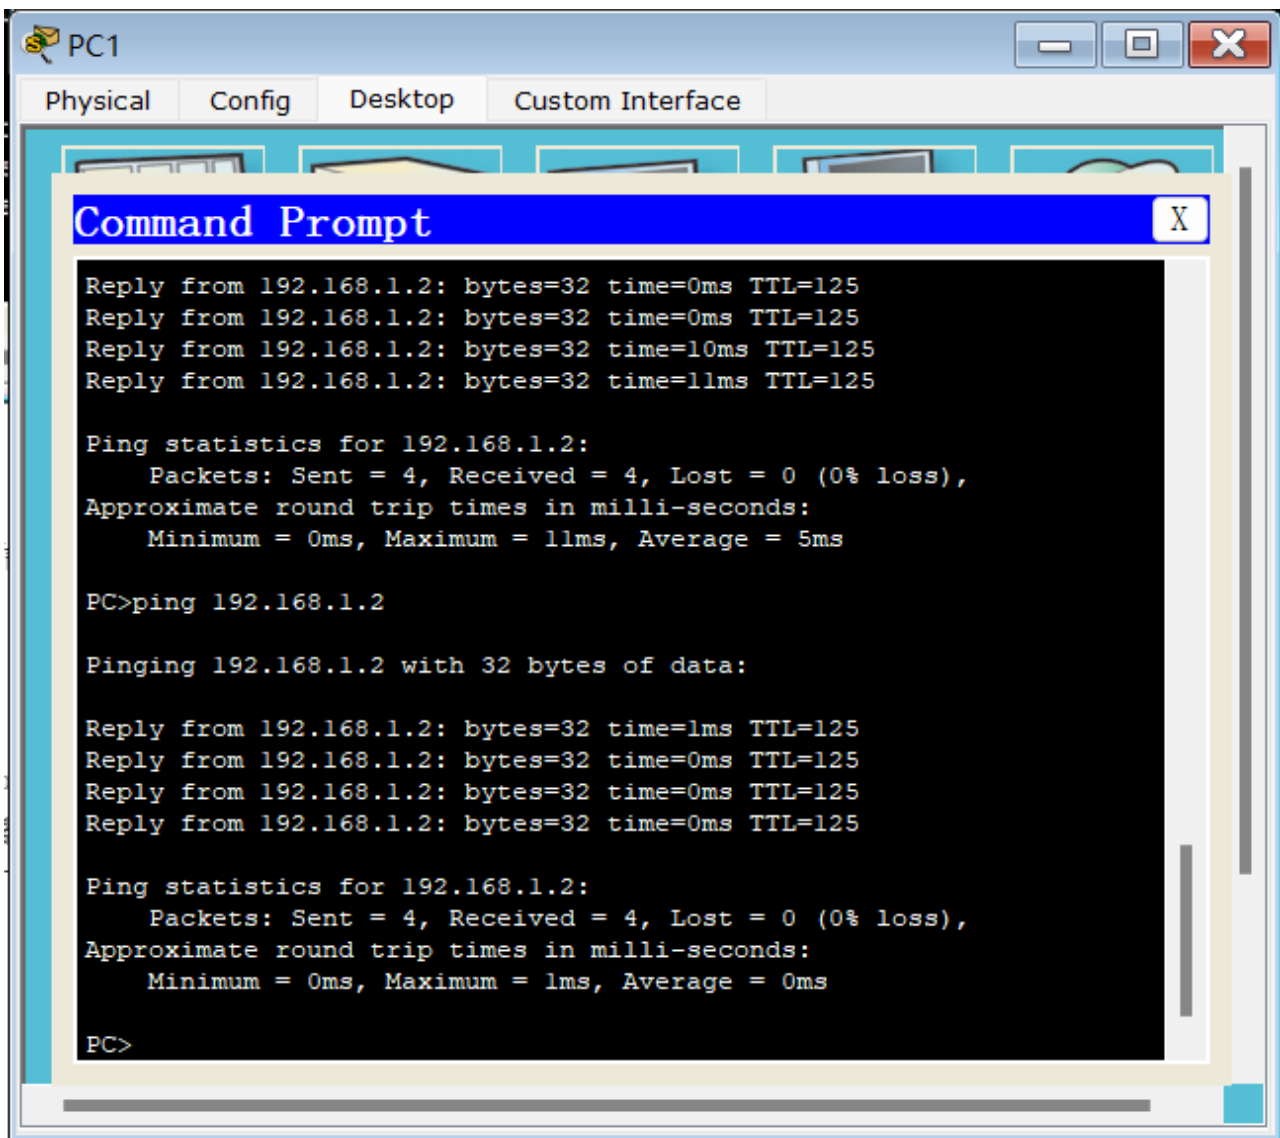 PC1
Physical Config Desktop Custom Interface
Command Prompt X
Reply from 192.168.1.2: bytes=32 time=0ms TTL=125
Reply from 192.168.1.2: bytes=32 time=0ms TTL=125
Reply from 192.168.1.2: bytes=32 time=10ms TTL=125
Reply from 192.168.1.2: bytes=32 time=11ms TTL=125
Ping statistics for 192.168.1.2:
Packets: Sent = 4, Received = 4, Lost = 0 (0% loss),
Approximate round trip times in milli-seconds:
Minimum = 0ms, Maximum = 11ms, Average = 5ms
PC>ping 192.168.1.2
Pinging 192.168.1.2 with 32 bytes of data:
Reply from 192.168.1.2: bytes=32 time=1ms TTL=125
Reply from 192.168.1.2: bytes=32 time=0ms TTL=125
Reply from 192.168.1.2: bytes=32 time=0ms TTL=125
Reply from 192.168.1.2: bytes=32 time=0ms TTL=125
Ping statistics for 192.168.1.2:
Packets: Sent = 4, Received = 4, Lost = 0 (0% loss),
Approximate round trip times in milli-seconds:
Minimum = 0ms, Maximum = 1ms, Average = 0ms
PC>